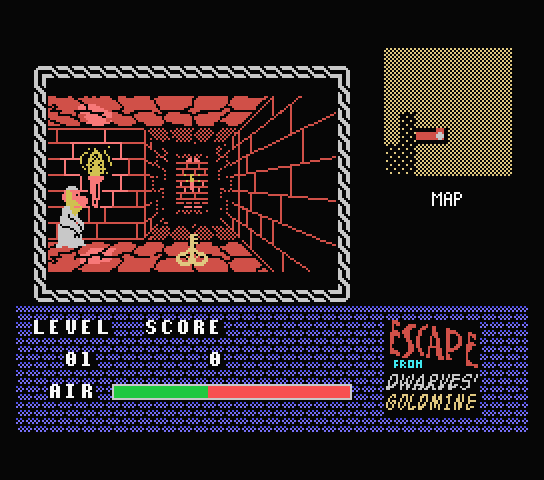 MAP
LEVEL SCORE
01 0
AIR
ESCAPE
FROM
DWARVES'
GOLDMINE